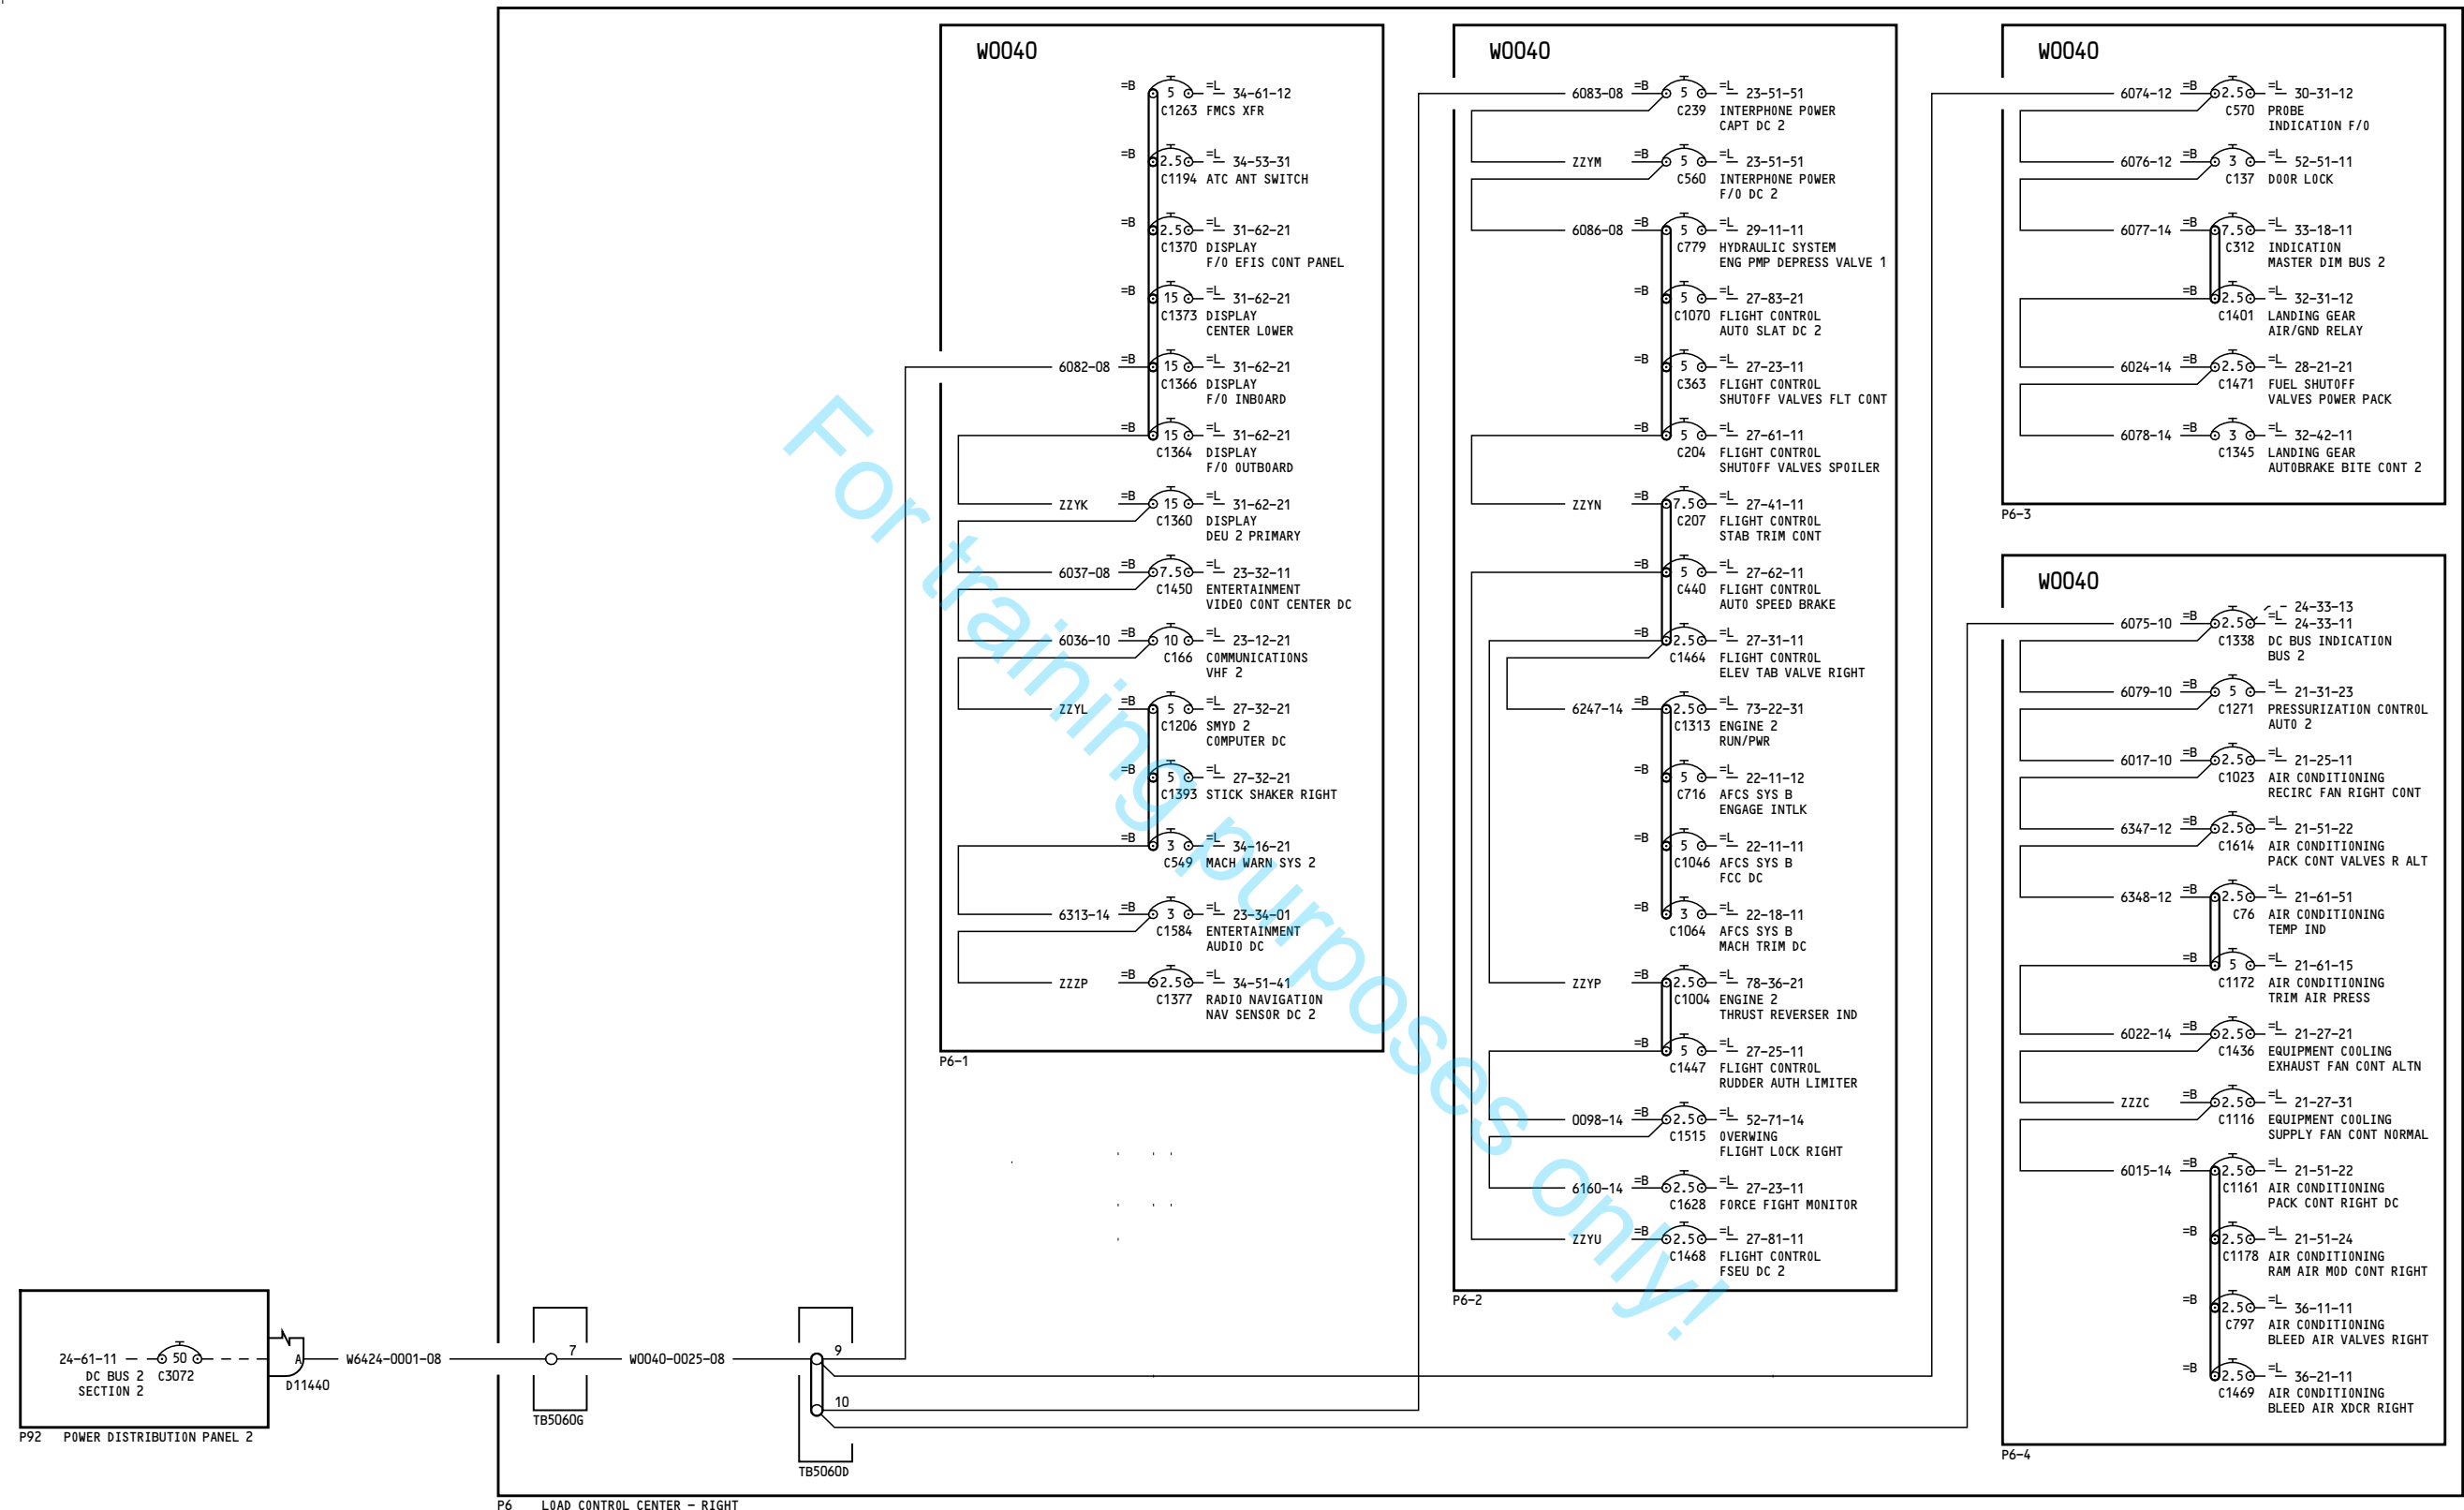 W0040
=B 5 =L 34-61-12
C1263 FMCS XFR
=B 2.5 =L 34-53-31
C1194 ATC ANT SWITCH
=B 2.5 =L 31-62-21
C1370 DISPLAY
F/O EFIS CONT PANEL
=B 15 =L 31-62-21
C1373 DISPLAY
CENTER LOWER
6082-08 =B 15 =L 31-62-21
C1366 DISPLAY
F/O INBOARD
=B 15 =L 31-62-21
C1364 DISPLAY
F/O OUTBOARD
ZZYK =B 15 =L 31-62-21
C1360 DISPLAY
DEU 2 PRIMARY
6037-08 =B 7.5 =L 23-32-11
C1450 ENTERTAINMENT
VIDEO CONT CENTER DC
6036-10 =B 10 =L 23-12-21
C166 COMMUNICATIONS
VHF 2
ZZYL =B 5 =L 27-32-21
C1206 SMYD 2
COMPUTER DC
=B 5 =L 27-32-21
C1393 STICK SHAKER RIGHT
=B 3 =L 34-16-21
C549 MACH WARN SYS 2
6313-14 =B 3 =L 23-34-01
C1584 ENTERTAINMENT
AUDIO DC
ZZZP =B 2.5 =L 34-51-41
C1377 RADIO NAVIGATION
NAV SENSOR DC 2
P6-1
W0040
6083-08 =B 5 =L 23-51-51
C239 INTERPHONE POWER
CAPT DC 2
ZZYM =B 5 =L 23-51-51
C560 INTERPHONE POWER
F/O DC 2
6086-08 =B 5 =L 29-11-11
C779 HYDRAULIC SYSTEM
ENG PMP DEPRESS VALVE 1
=B 5 =L 27-83-21
C1070 FLIGHT CONTROL
AUTO SLAT DC 2
=B 5 =L 27-23-11
C363 FLIGHT CONTROL
SHUTOFF VALVES FLT CONT
=B 5 =L 27-61-11
C204 FLIGHT CONTROL
SHUTOFF VALVES SPOILER
ZZYN =B 7.5 =L 27-41-11
C207 FLIGHT CONTROL
STAB TRIM CONT
=B 5 =L 27-62-11
C440 FLIGHT CONTROL
AUTO SPEED BRAKE
=B 2.5 =L 27-31-11
C1464 FLIGHT CONTROL
ELEV TAB VALVE RIGHT
6247-14 =B 2.5 =L 73-22-31
C1313 ENGINE 2
RUN/PWR
=B 5 =L 22-11-12
C716 AFCS SYS B
ENGAGE INTLK
=B 5 =L 22-11-11
C1046 AFCS SYS B
FCC DC
=B 3 =L 22-18-11
C1064 AFCS SYS B
MACH TRIM DC
ZZYP =B 2.5 =L 78-36-21
C1004 ENGINE 2
THRUST REVERSER IND
=B 5 =L 27-25-11
C1447 FLIGHT CONTROL
RUDDER AUTH LIMITER
0098-14 =B 2.5 =L 52-71-14
C1515 OVERWING
FLIGHT LOCK RIGHT
6160-14 =B 2.5 =L 27-23-11
C1628 FORCE FIGHT MONITOR
ZZYU =B 2.5 =L 27-81-11
C1468 FLIGHT CONTROL
FSEU DC 2
P6-2
W0040
6074-12 =B 2.5 =L 30-31-12
C570 PROBE
INDICATION F/O
6076-12 =B 3 =L 52-51-11
C137 DOOR LOCK
6077-14 =B 7.5 =L 33-18-11
C312 INDICATION
MASTER DIM BUS 2
=B 2.5 =L 32-31-12
C1401 LANDING GEAR
AIR/GND RELAY
6024-14 =B 2.5 =L 28-21-21
C1471 FUEL SHUTOFF
VALVES POWER PACK
6078-14 =B 3 =L 32-42-11
C1345 LANDING GEAR
AUTOBRAKE BITE CONT 2
P6-3
W0040
24-33-13
6075-10 =B 2.5 =L 24-33-11
C1338 DC BUS INDICATION
BUS 2
6079-10 =B 5 =L 21-31-23
C1271 PRESSURIZATION CONTROL
AUTO 2
6017-10 =B 2.5 =L 21-25-11
C1023 AIR CONDITIONING
RECIRC FAN RIGHT CONT
6347-12 =B 2.5 =L 21-51-22
C1614 AIR CONDITIONING
PACK CONT VALVES R ALT
6348-12 =B 2.5 =L 21-61-51
C76 AIR CONDITIONING
TEMP IND
=B 5 =L 21-61-15
C1172 AIR CONDITIONING
TRIM AIR PRESS
6022-14 =B 2.5 =L 21-27-21
C1436 EQUIPMENT COOLING
EXHAUST FAN CONT ALTN
ZZZC =B 2.5 =L 21-27-31
C1116 EQUIPMENT COOLING
SUPPLY FAN CONT NORMAL
6015-14 =B 2.5 =L 21-51-22
C1161 AIR CONDITIONING
PACK CONT RIGHT DC
=B 2.5 =L 21-51-24
C1178 AIR CONDITIONING
RAM AIR MOD CONT RIGHT
=B 2.5 =L 36-11-11
C797 AIR CONDITIONING
BLEED AIR VALVES RIGHT
=B 2.5 =L 36-21-11
C1469 AIR CONDITIONING
BLEED AIR XDCR RIGHT
P6-4
24-61-11 50 A W6424-0001-08 7 W0040-0025-08 9
DC BUS 2 C3072
SECTION 2
D11440
10
TB5060G
P92 POWER DISTRIBUTION PANEL 2
TB5060D
P6 LOAD CONTROL CENTER - RIGHT
For training purposes only!